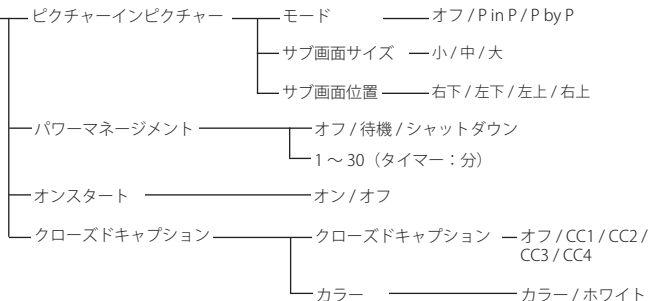 ピクチャーインピクチャー モード オフ / P in P / P by P
サブ画面サイズ 小 / 中 / 大
サブ画面位置 右下 / 左下 / 左上 / 右上
パワーマネージメント オフ / 待機 / シャットダウン
1 ～ 30（タイマー：分）
オンスタート オン / オフ
クローズドキャプション クローズドキャプション オフ / CC1 / CC2 /
CC3 / CC4
カラー カラー / ホワイト